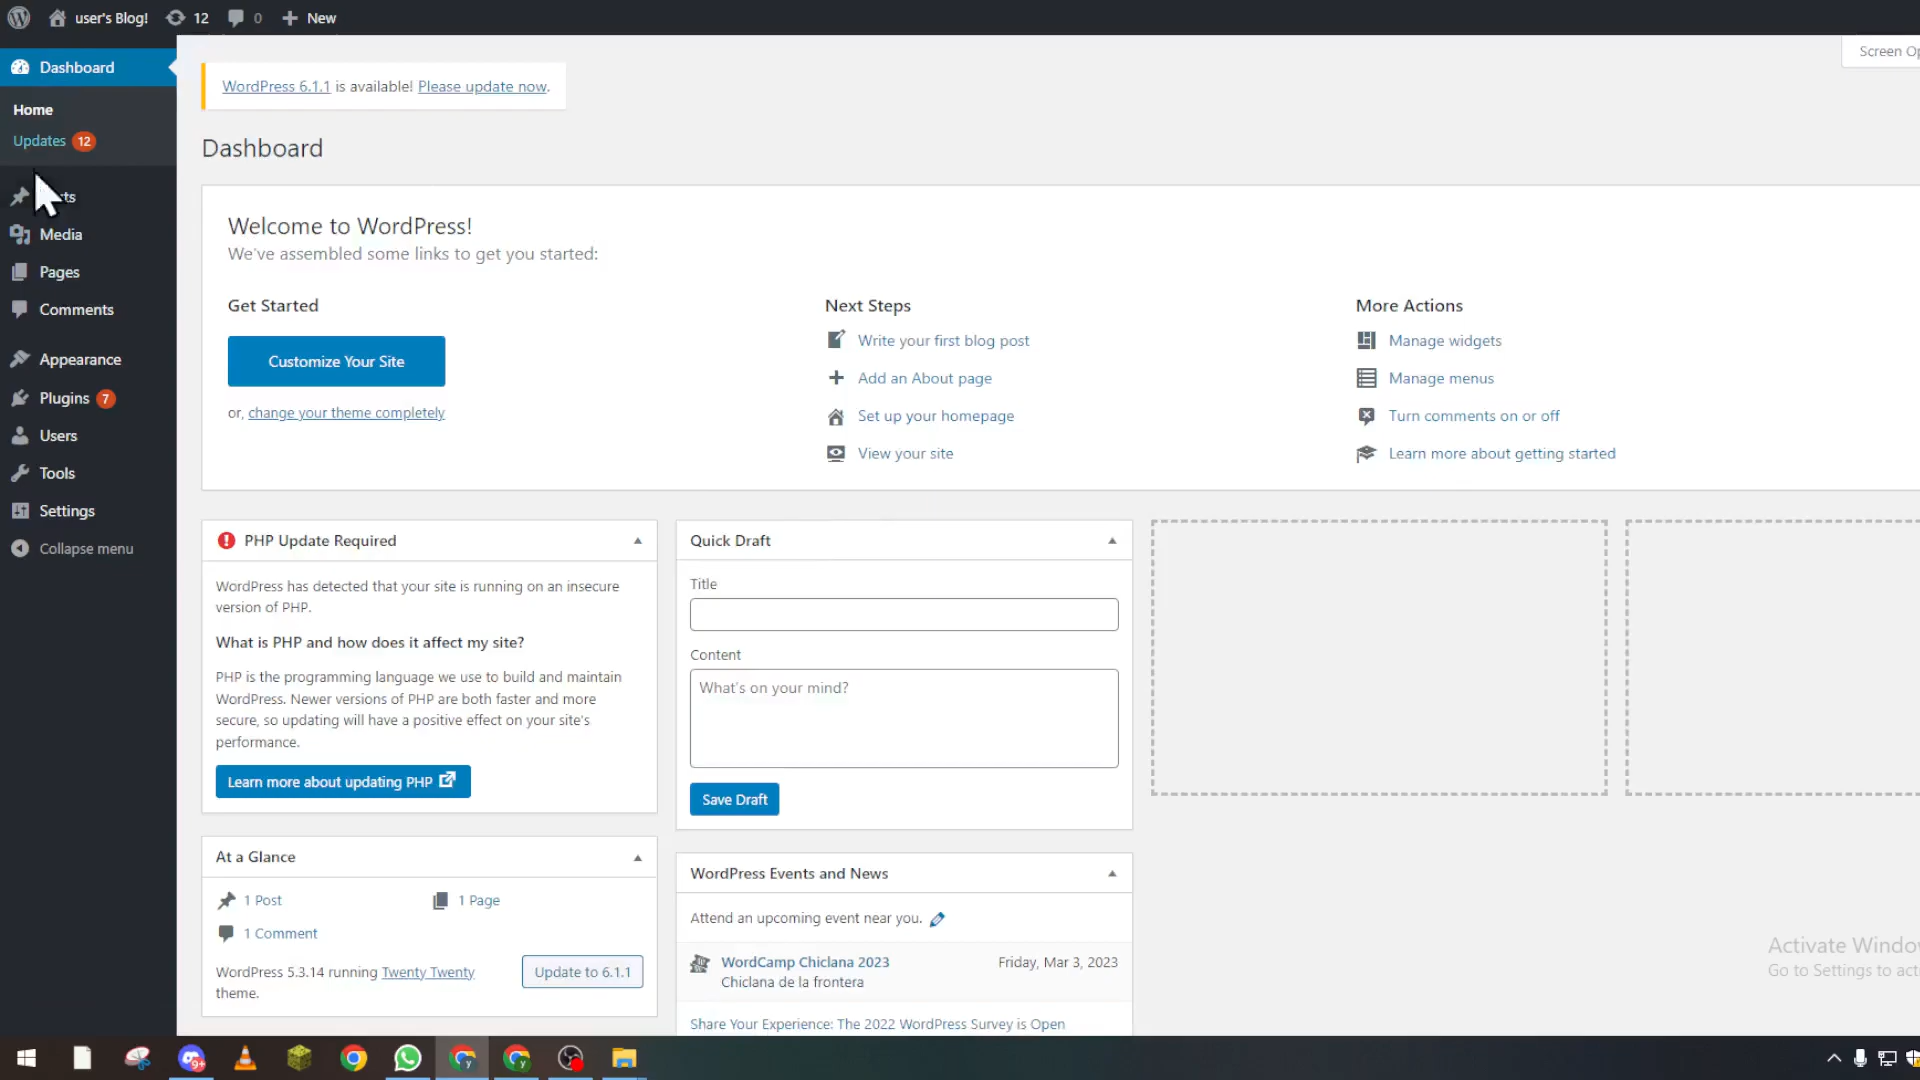 user's Blog!
12
0
New
Dashboard
Home
Updates 12
Media
Pages
Comments
Appearance
Plugins 7
Users
Tools
Settings
Collapse menu
Screen
WordPress 6.1.1 is available! Please update now.
Dashboard
Welcome to WordPress!
We've assembled some links to get you started:
Get Started
Customize Your Site
or, change your theme completely
Next Steps
Write your first blog post
Add an About page
Set up your homepage
View your site
More Actions
Manage widgets
Manage menus
Turn comments on or off
Learn more about getting started
PHP Update Required
WordPress has detected that your site is running on an insecure
version of PHP.
What is PHP and how does it affect my site?
PHP is the programming language we use to build and maintain
WordPress. Newer versions of PHP are both faster and more
secure, so updating will have a positive effect on your site's
performance.
Learn more about updating PHP
At a Glance
1 Post
1 Page
1 Comment
WordPress 5.3.14 running Twenty Twenty
theme.
Update to 6.1.1
Quick Draft
Title
Content
What's on your mind?
Save Draft
WordPress Events and News
Attend an upcoming event near you.
WordCamp Chiclana 2023
Friday, Mar 3, 2023
Chiclana de la frontera
Share Your Experience: The 2022 WordPress Survey is Open
Activate
Go to Settings to